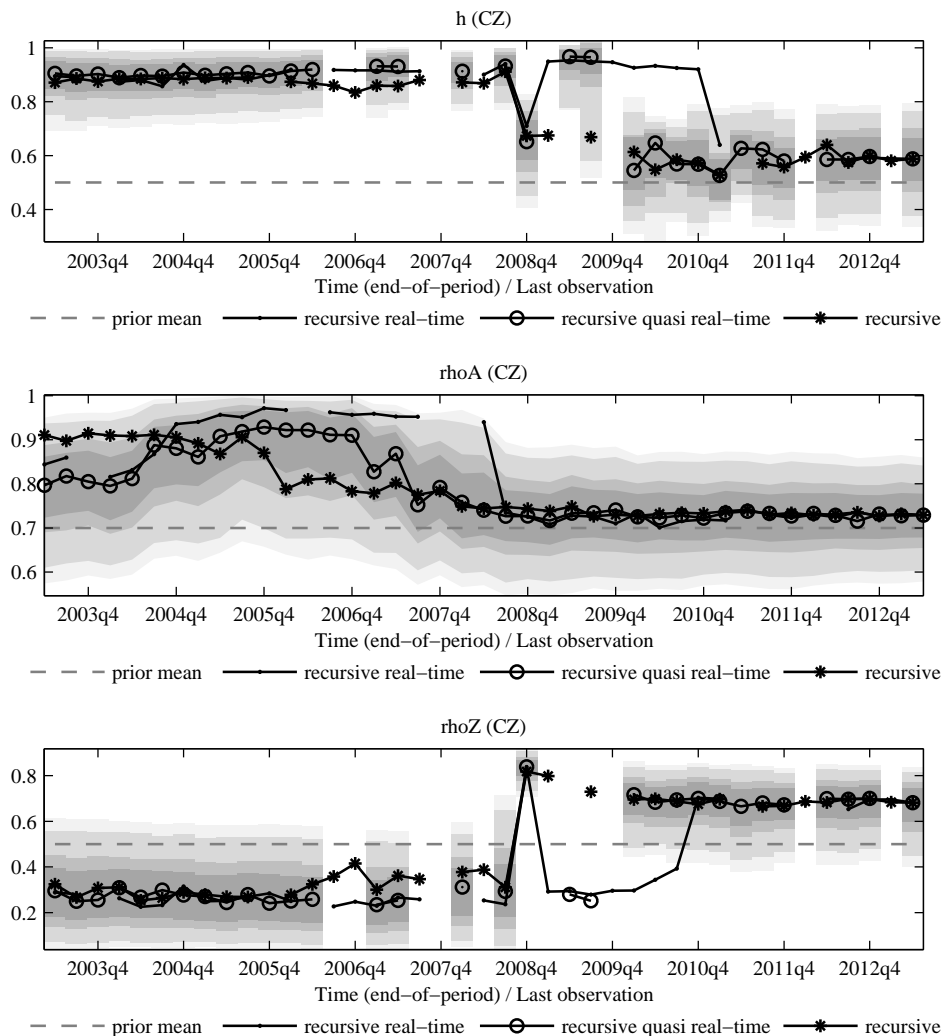 h (CZ)
1
0.8
0.6
0.4
2003q4 2004q4 2005q4 2006q4 2007q4 2008q4 2009q4 2010q4 2011q4 2012q4
Time (end−of−period) / Last observation
prior mean recursive real−time recursive quasi real−time recursive
rhoA (CZ)
1
0.9
0.8
0.7
0.6
2003q4 2004q4 2005q4 2006q4 2007q4 2008q4 2009q4 2010q4 2011q4 2012q4
Time (end−of−period) / Last observation
prior mean recursive real−time recursive quasi real−time recursive
rhoZ (CZ)
0.8
0.6
0.4
0.2
2003q4 2004q4 2005q4 2006q4 2007q4 2008q4 2009q4 2010q4 2011q4 2012q4
Time (end−of−period) / Last observation
prior mean recursive real−time recursive quasi real−time recursive